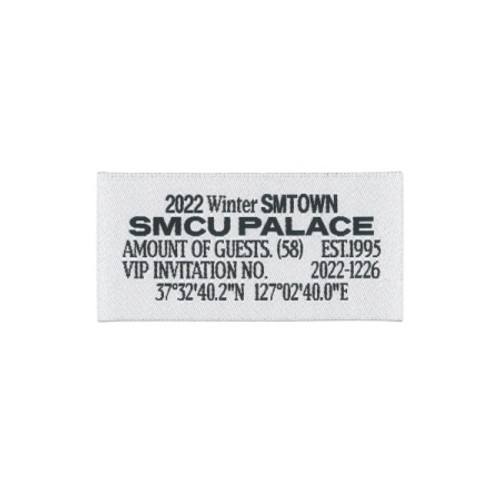 2022 Winter SMTOWN
SMCU PALACE
AMOUNT OF GUESTS. (58) EST.1995
VIP INVITATION NO. 2022-1226
37°32'40.2"N 127°02'40.0"E